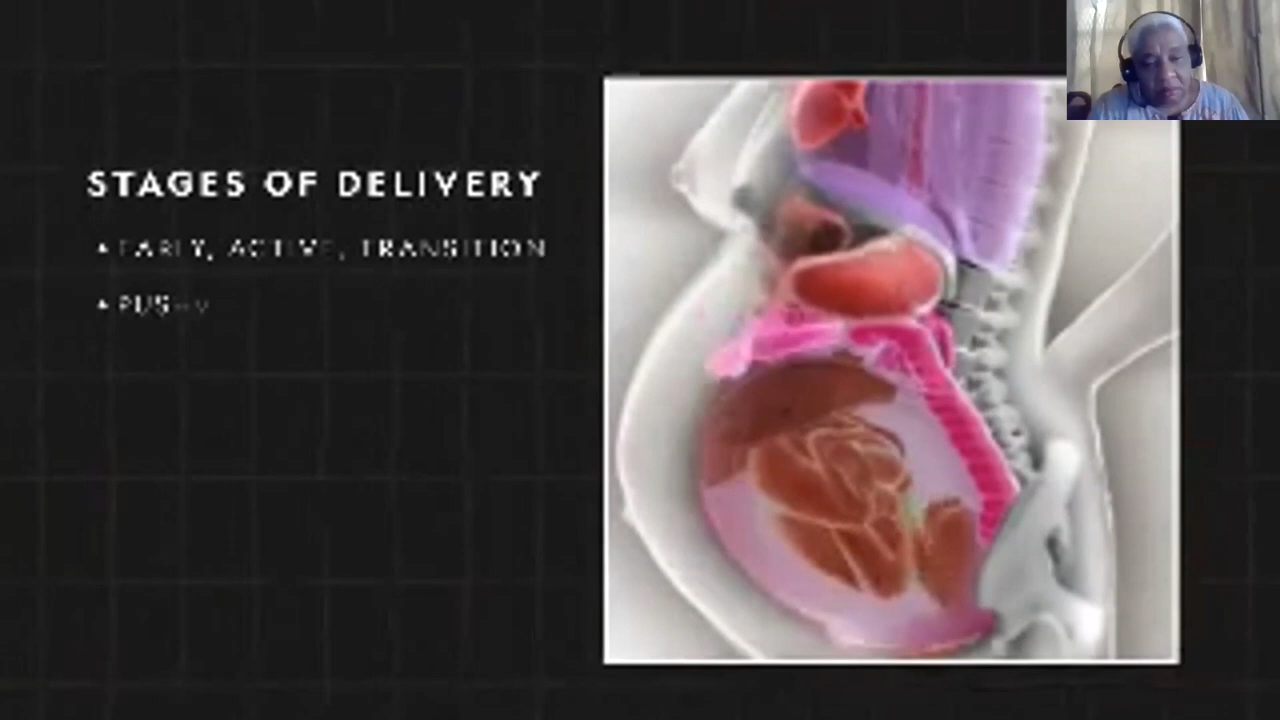 STAGES OF DELIVERY
• EARLY, ACTIVE, TRANSITION